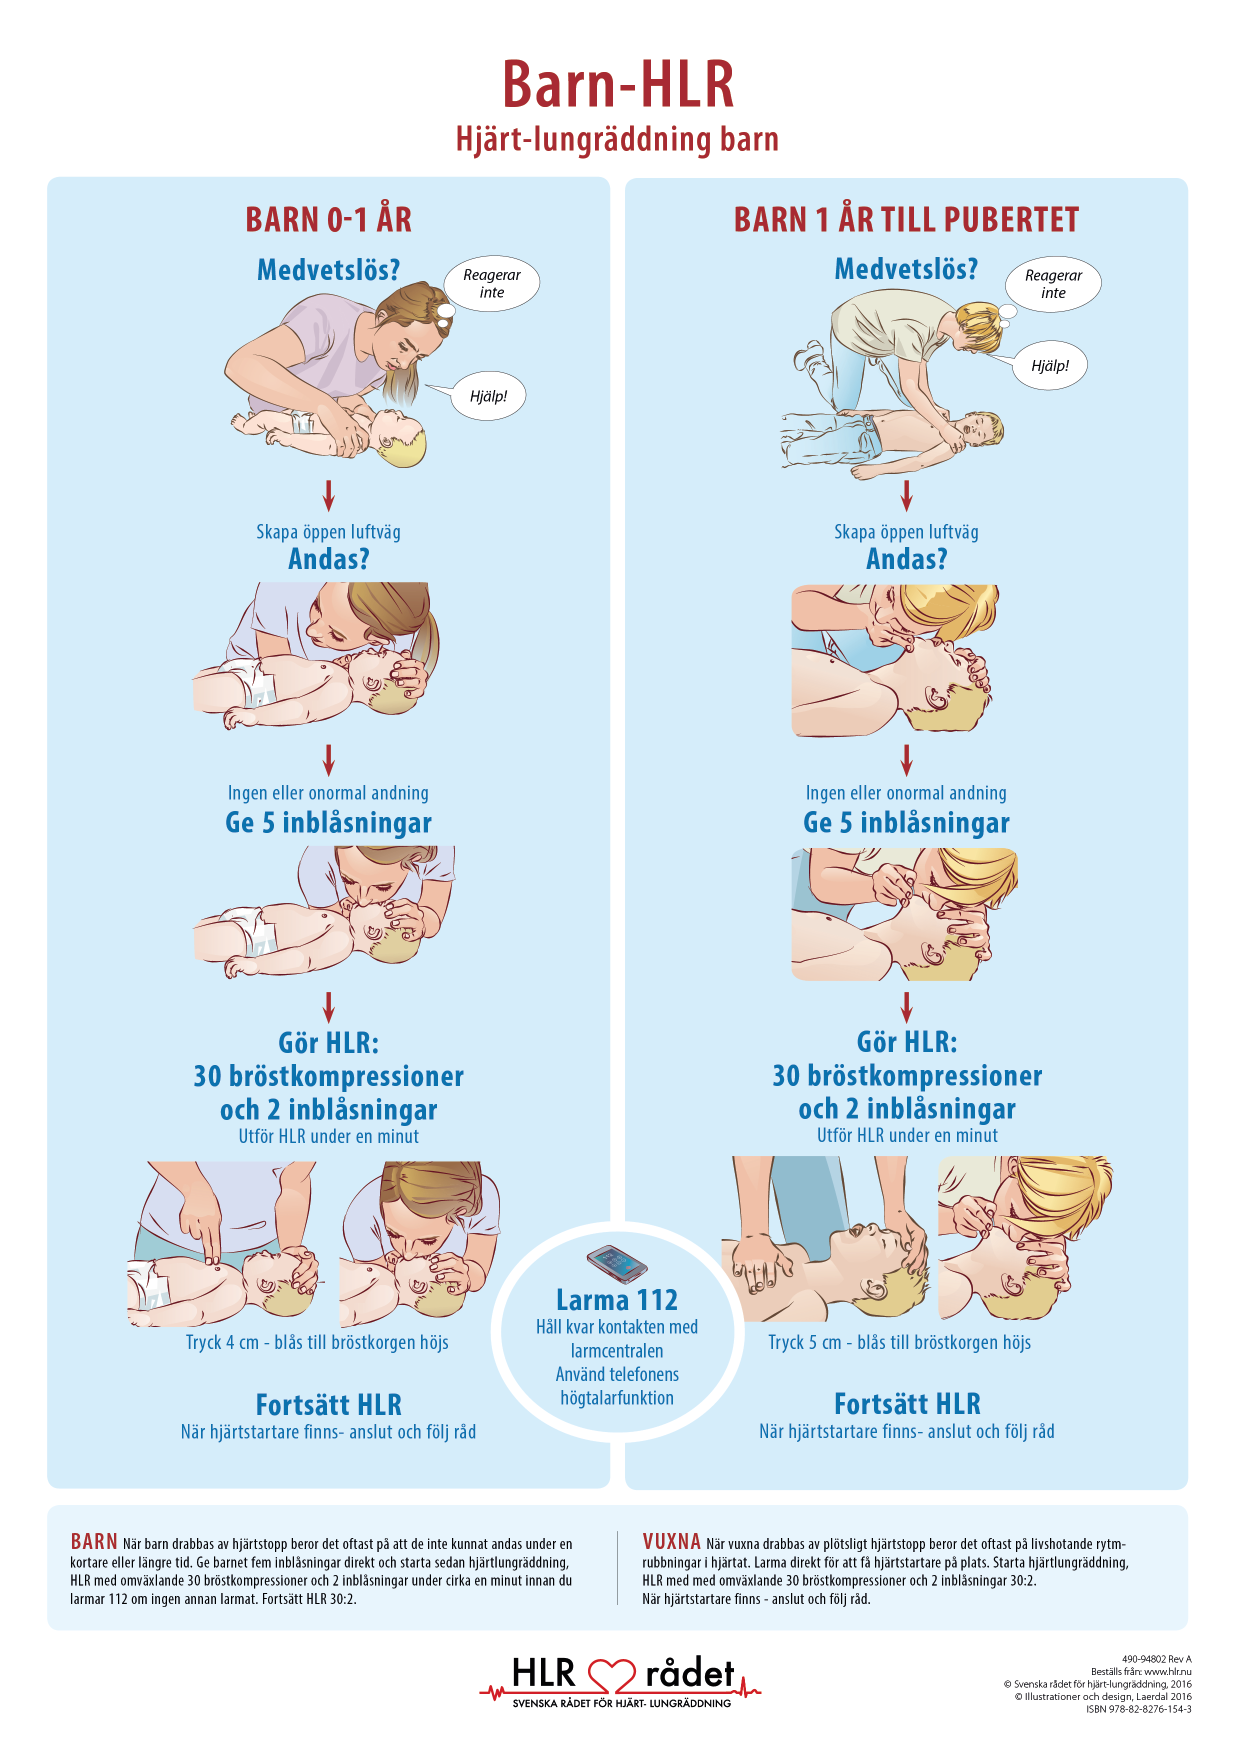 Barn-HLR
Hjärt-lungräddning barn
BARN 0-1 ÅR
Medvetslös?
Reagerar
inte
Hjälp!
Skapa öppen luftväg
Andas?
Ingen eller onormal andning
Ge 5 inblåsningar
Gör HLR:
30 bröstkompressioner
och 2 inblåsningar
Utför HLR under en minut
Tryck 4 cm - blås till bröstkorgen höjs
Fortsätt HLR
När hjärtstartare finns- anslut och följ råd
BARN 1 ÅR TILL PUBERTET
Medvetslös?
Reagerar
inte
Hjälp!
Skapa öppen luftväg
Andas?
Ingen eller onormal andning
Ge 5 inblåsningar
Gör HLR:
30 bröstkompressioner
och 2 inblåsningar
Utför HLR under en minut
Tryck 5 cm - blås till bröstkorgen höjs
Fortsätt HLR
När hjärtstartare finns- anslut och följ råd
Larma 112
Håll kvar kontakten med
larmcentralen
Använd telefonens
högtalarfunktion
BARN När barn drabbas av hjärtstopp beror det oftast på att de inte kunnat andas under en
kortare eller längre tid. Ge barnet fem inblåsningar direkt och starta sedan hjärtlungräddning,
HLR med omväxlande 30 bröstkompressioner och 2 inblåsningar under cirka en minut innan du
larmar 112 om ingen annan larmat. Fortsätt HLR 30:2.
VUXNA När vuxna drabbas av plötsligt hjärtstopp beror det oftast på livshotande rytm-
rubbningar i hjärtat. Larma direkt för att få hjärtstartare på plats. Starta hjärtlungräddning,
HLR med med omväxlande 30 bröstkompressioner och 2 inblåsningar 30:2.
När hjärtstartare finns - anslut och följ råd.
HLR rådet
SVENSKA RÅDET FÖR HJÄRT- LUNGRÄDDNING
490-94802 Rev A
Beställs från: www.hlr.nu
© Svenska rådet för hjärt-lungräddning, 2016
© Illustrationer och design, Laerdal 2016
ISBN 978-82-8276-154-3